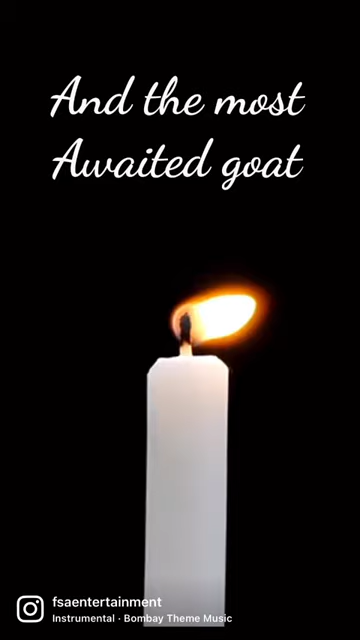 And the most
Awaited goat
fsaentertainment
Instrumental · Bombay Theme Music